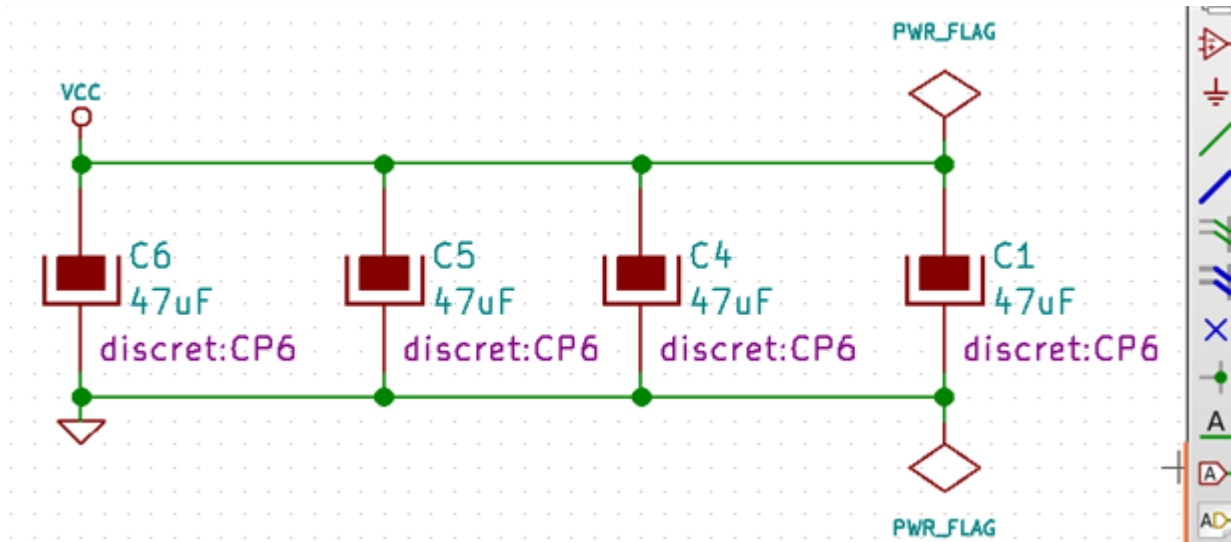 PWR_FLAG
VCC
C6
47uF
discret:CP6
C5
47uF
discret:CP6
C4
47uF
discret:CP6
C1
47uF
discret:CP6
PWR_FLAG
A
A
AD